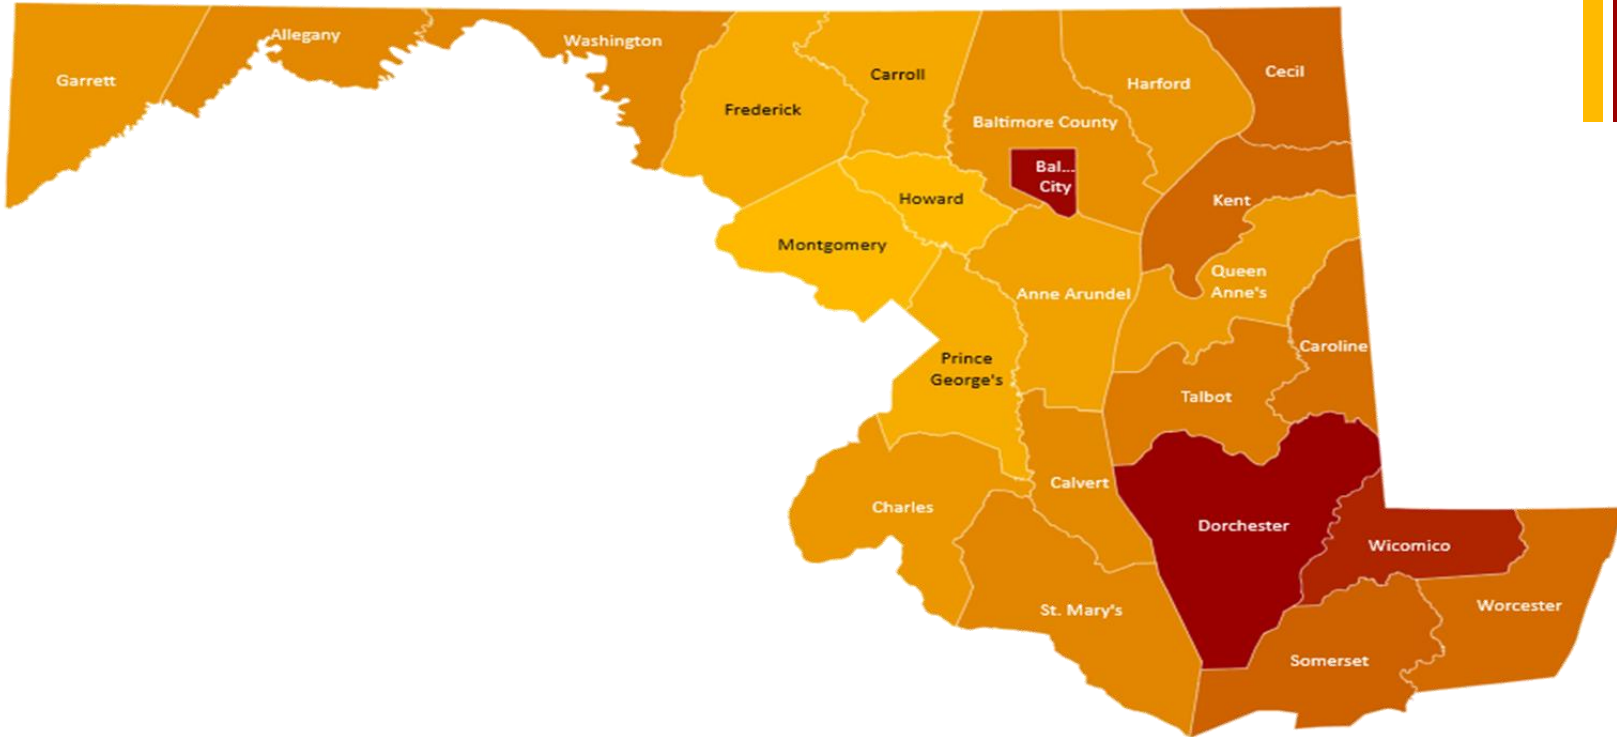 Garrett
Allegany
Washington
Frederick
Carroll
Baltimore County
Harford
Cecil
Bal...
City
Howard
Kent
Montgomery
Queen
Anne's
Anne Arundel
Prince
George's
Caroline
Talbot
Calvert
Charles
Dorchester
Wicomico
St. Mary's
Worcester
Somerset